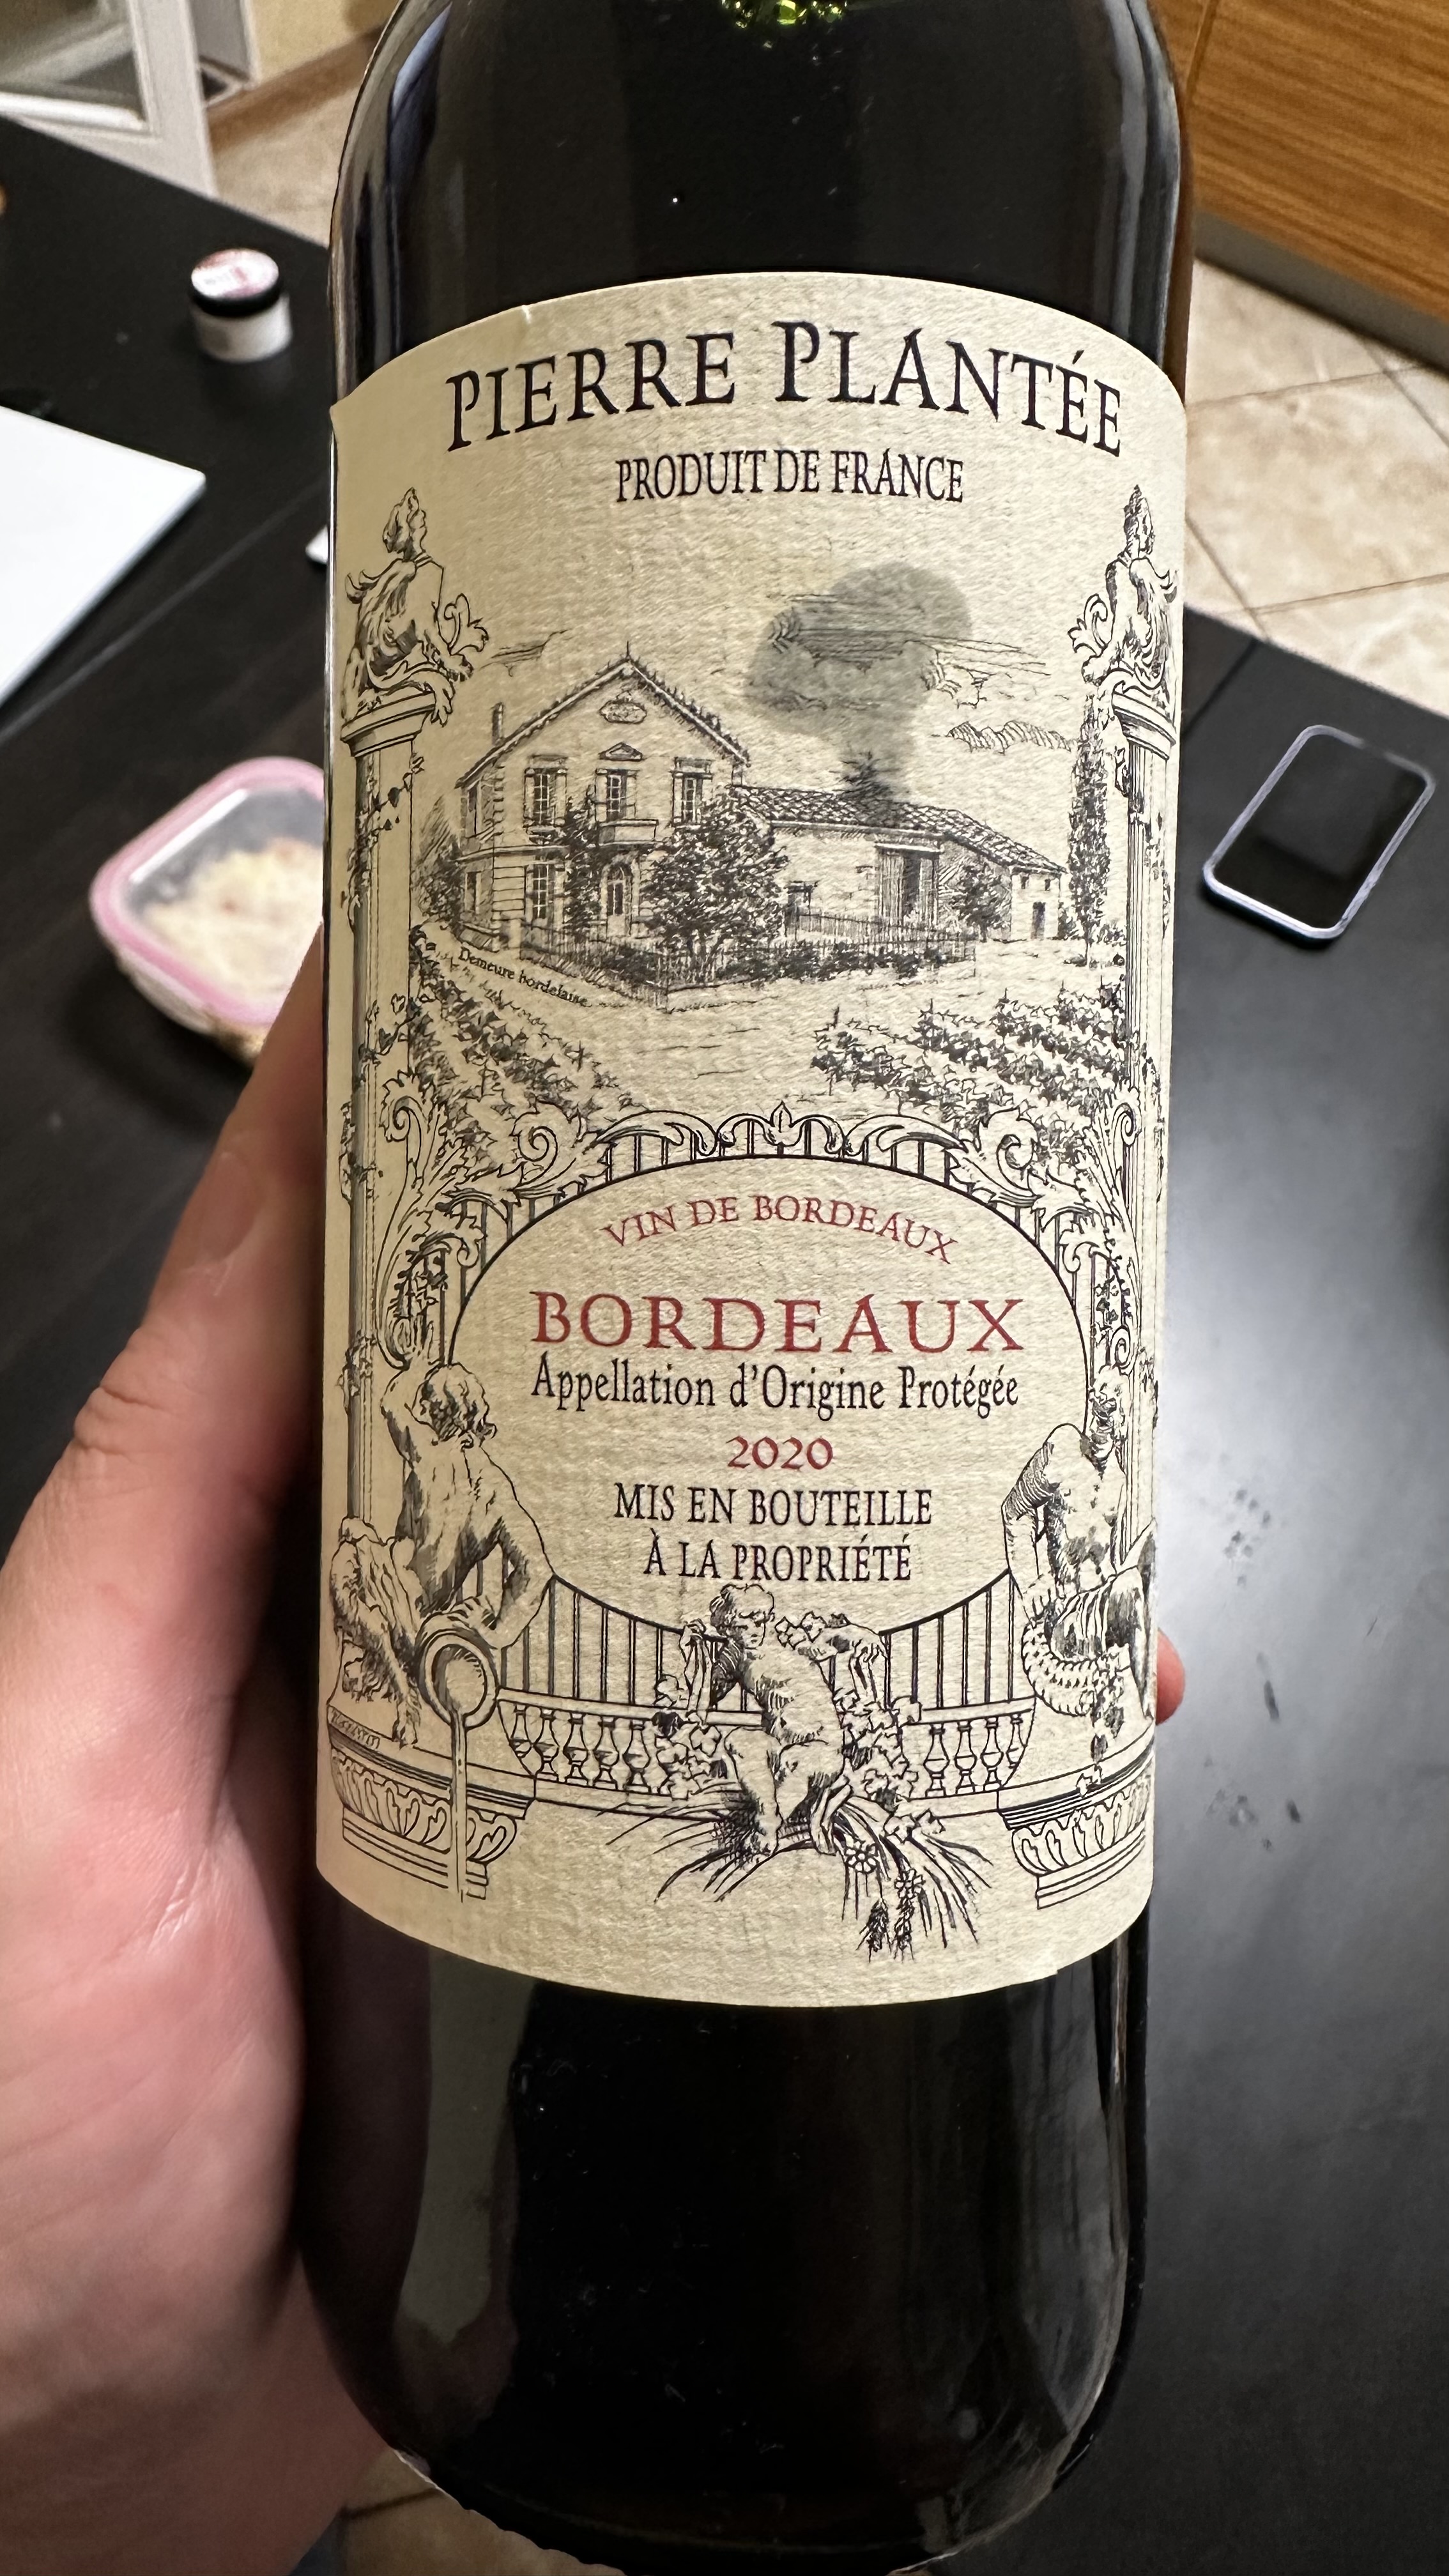 PIERRE PLANTÉE
PRODUIT DE FRANCE
Demeure bordelaise
VIN DE BORDEAUX
BORDEAUX
Appellation d'Origine Protégée
2020
MIS EN BOUTEILLE
À LA PROPRIÉTÉ